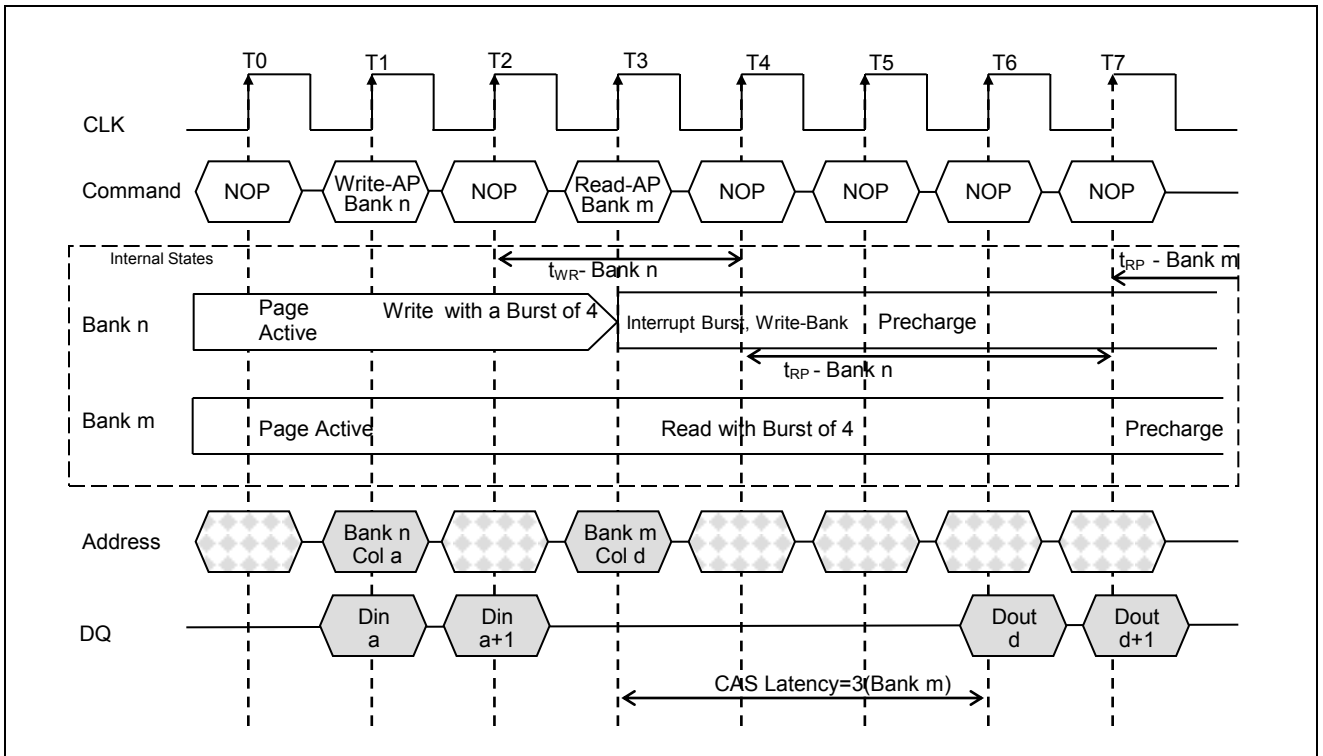 T0 T1 T2 T3 T4 T5 T6 T7
CLK
Command NOP Write-AP Bank n NOP Read-AP Bank m NOP NOP NOP NOP
Internal States
tWR - Bank n
tRP - Bank m
Bank n
Page Active
Write with a Burst of 4
Interrupt Burst, Write-Bank
Precharge
tRP - Bank n
Bank m
Page Active
Read with Burst of 4
Precharge
Address
Bank n
Col a
Bank m
Col d
DQ
Din
a
Din
a+1
Dout
d
Dout
d+1
CAS Latency=3(Bank m)